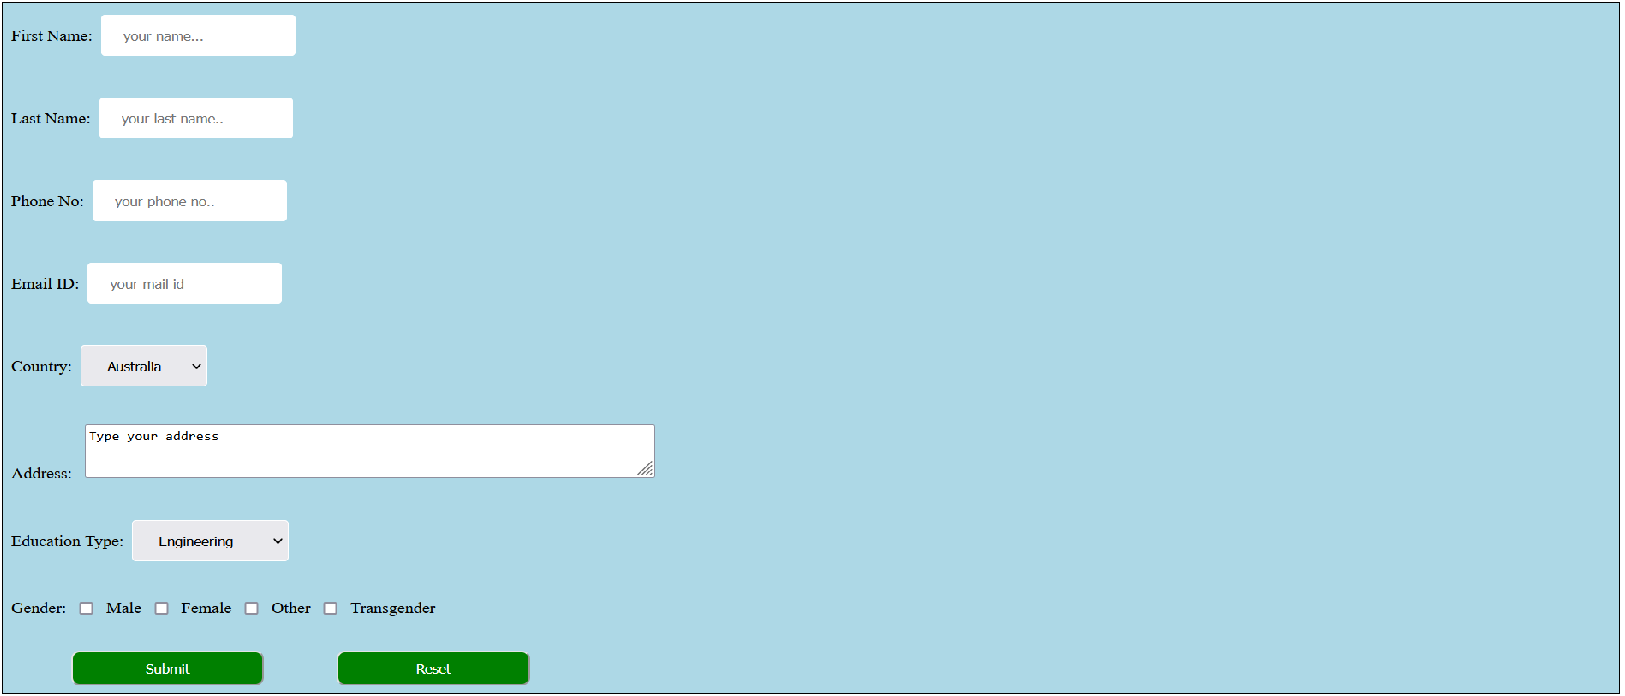 First Name: your name...
Last Name: your last name..
Phone No: your phone no..
Email ID: your mail id
Country: Australia
Type your address
Address:
Education Type: Engineering
Gender: Male Female Other Transgender
Submit Reset